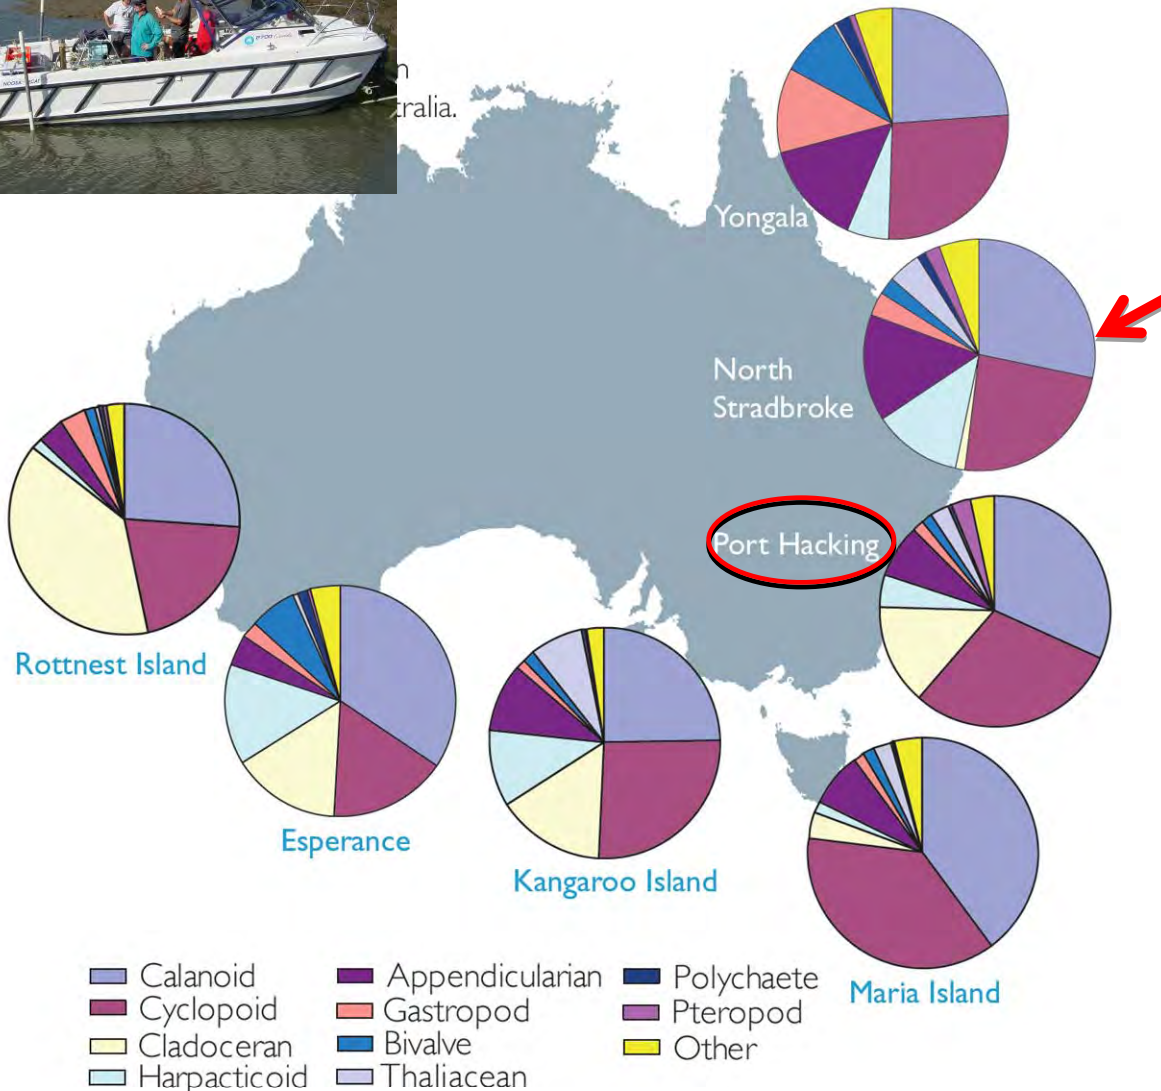 n
tralia.
Yongala
North
Stradbroke
Port Hacking
Rottnest Island
Esperance
Kangaroo Island
Maria Island
Calanoid
Cyclopoid
Cladoceran
Harpacticoid
Appendicularian
Gastropod
Bivalve
Thaliacean
Polychaete
Pteropod
Other